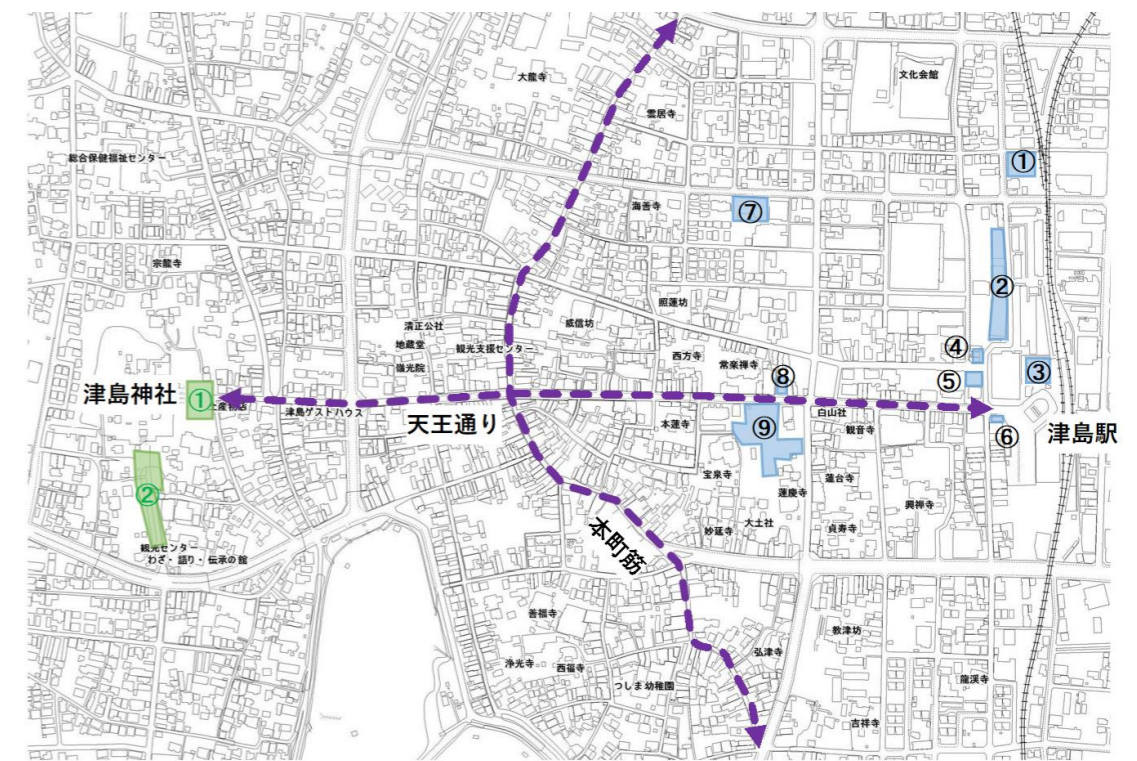 大龍寺
文化会館
雲居寺
総合保健福祉センター
①
海善寺
⑦
宗龍寺
②
照蓮坊
清正公社
威信坊
地蔵堂
観光支援センター
④
西方寺
常楽禅寺
嶺光院
③
⑤
⑧
津島神社
①
土産物店
津島ゲストハウス
白山社
天王通り
本蓮寺
⑨
観音寺
⑥
津島駅
宝泉寺
蓮台寺
②
蓮慶寺
興禅寺
大土社
妙延寺
貞寿寺
本町筋
観光センター
わざ・語り・伝承の館
善福寺
教津坊
弘津寺
浄光寺
西福寺
つしま幼稚園
龍渓寺
吉祥寺